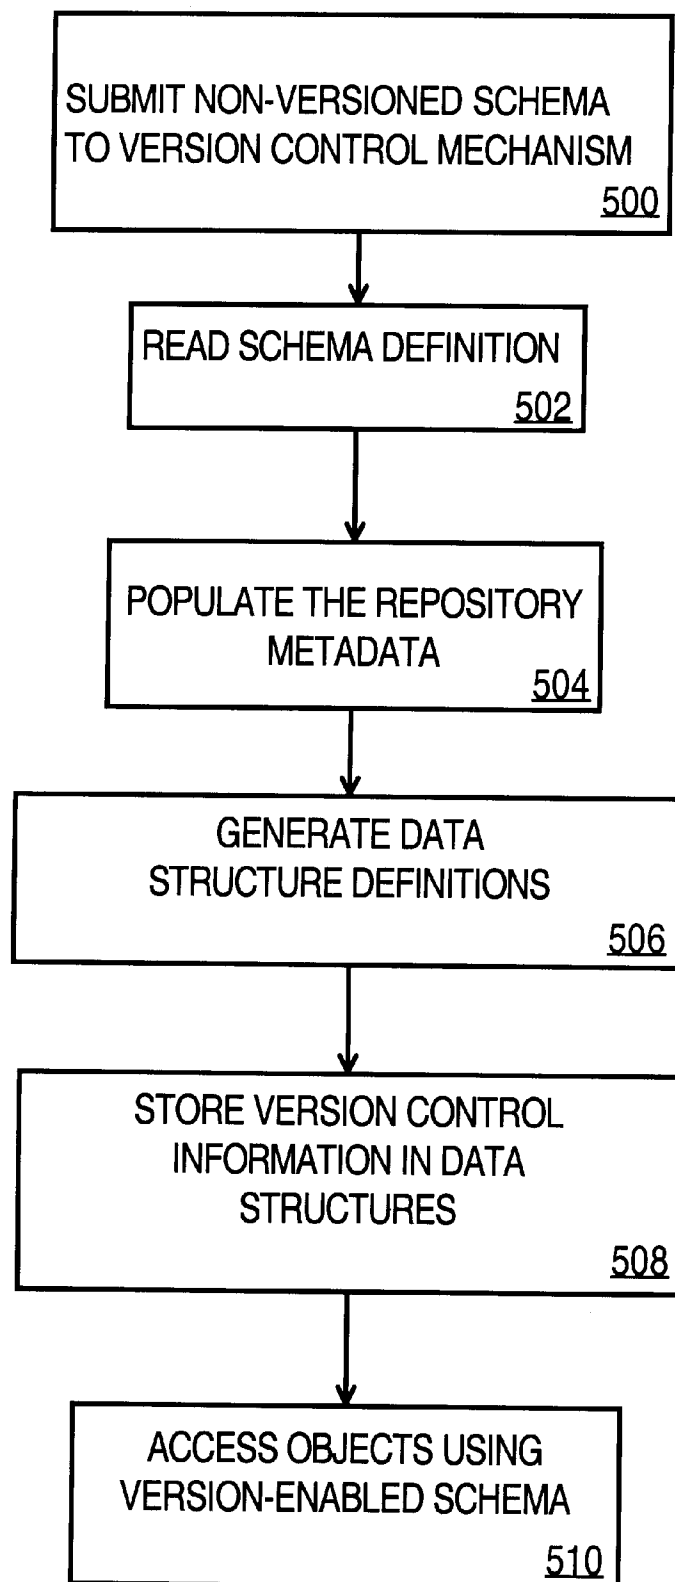 SUBMIT NON-VERSIONED SCHEMA
TO VERSION CONTROL MECHANISM
500
READ SCHEMA DEFINITION
502
POPULATE THE REPOSITORY
METADATA
504
GENERATE DATA
STRUCTURE DEFINITIONS
506
STORE VERSION CONTROL
INFORMATION IN DATA
STRUCTURES
508
ACCESS OBJECTS USING
VERSION-ENABLED SCHEMA
510